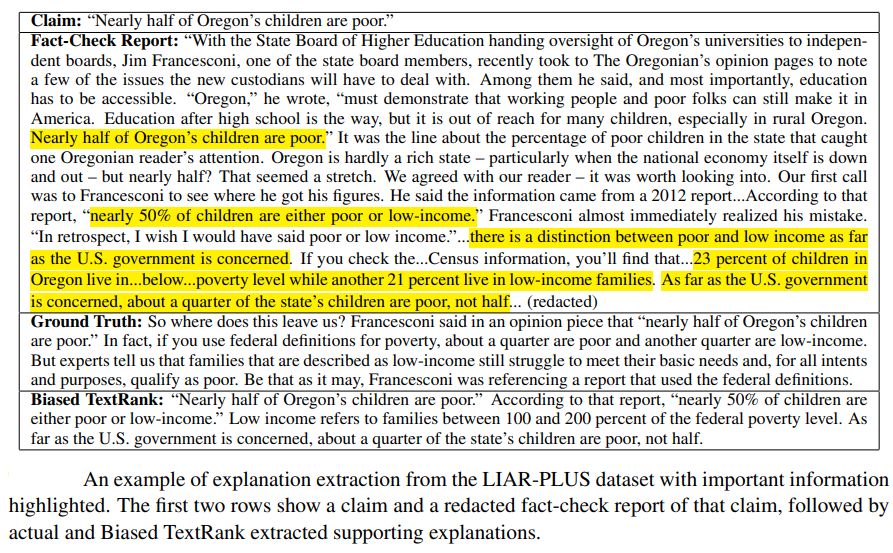 Claim: “Nearly half of Oregon’s children are poor.”
Fact-Check Report: “With the State Board of Higher Education handing oversight of Oregon’s universities to indepen-
dent boards, Jim Francesconi, one of the state board members, recently took to The Oregonian’s opinion pages to note
a few of the issues the new custodians will have to deal with. Among them he said, and most importantly, education
has to be accessible. “Oregon,” he wrote, “must demonstrate that working people and poor folks can still make it in
America. Education after high school is the way, but it is out of reach for many children, especially in rural Oregon.
Nearly half of Oregon’s children are poor.” It was the line about the percentage of poor children in the state that caught
one Oregonian reader’s attention. Oregon is hardly a rich state – particularly when the national economy itself is down
and out – but nearly half? That seemed a stretch. We agreed with our reader – it was worth looking into. Our first call
was to Francesconi to see where he got his figures. He said the information came from a 2012 report...According to that
report, “nearly 50% of children are either poor or low-income.” Francesconi almost immediately realized his mistake.
“In retrospect, I wish I would have said poor or low income.”...there is a distinction between poor and low income as far
as the U.S. government is concerned. If you check the...Census information, you’ll find that...23 percent of children in
Oregon live in...below...poverty level while another 21 percent live in low-income families. As far as the U.S. government
is concerned, about a quarter of the state’s children are poor, not half... (redacted)
Ground Truth: So where does this leave us? Francesconi said in an opinion piece that “nearly half of Oregon’s children
are poor.” In fact, if you use federal definitions for poverty, about a quarter are poor and another quarter are low-income.
But experts tell us that families that are described as low-income still struggle to meet their basic needs and, for all intents
and purposes, qualify as poor. Be that as it may, Francesconi was referencing a report that used the federal definitions.
Biased TextRank: “Nearly half of Oregon’s children are poor.” According to that report, “nearly 50% of children are
either poor or low-income.” Low income refers to families between 100 and 200 percent of the federal poverty level. As
far as the U.S. government is concerned, about a quarter of the state’s children are poor, not half.
An example of explanation extraction from the LIAR-PLUS dataset with important information
highlighted. The first two rows show a claim and a redacted fact-check report of that claim, followed by
actual and Biased TextRank extracted supporting explanations.